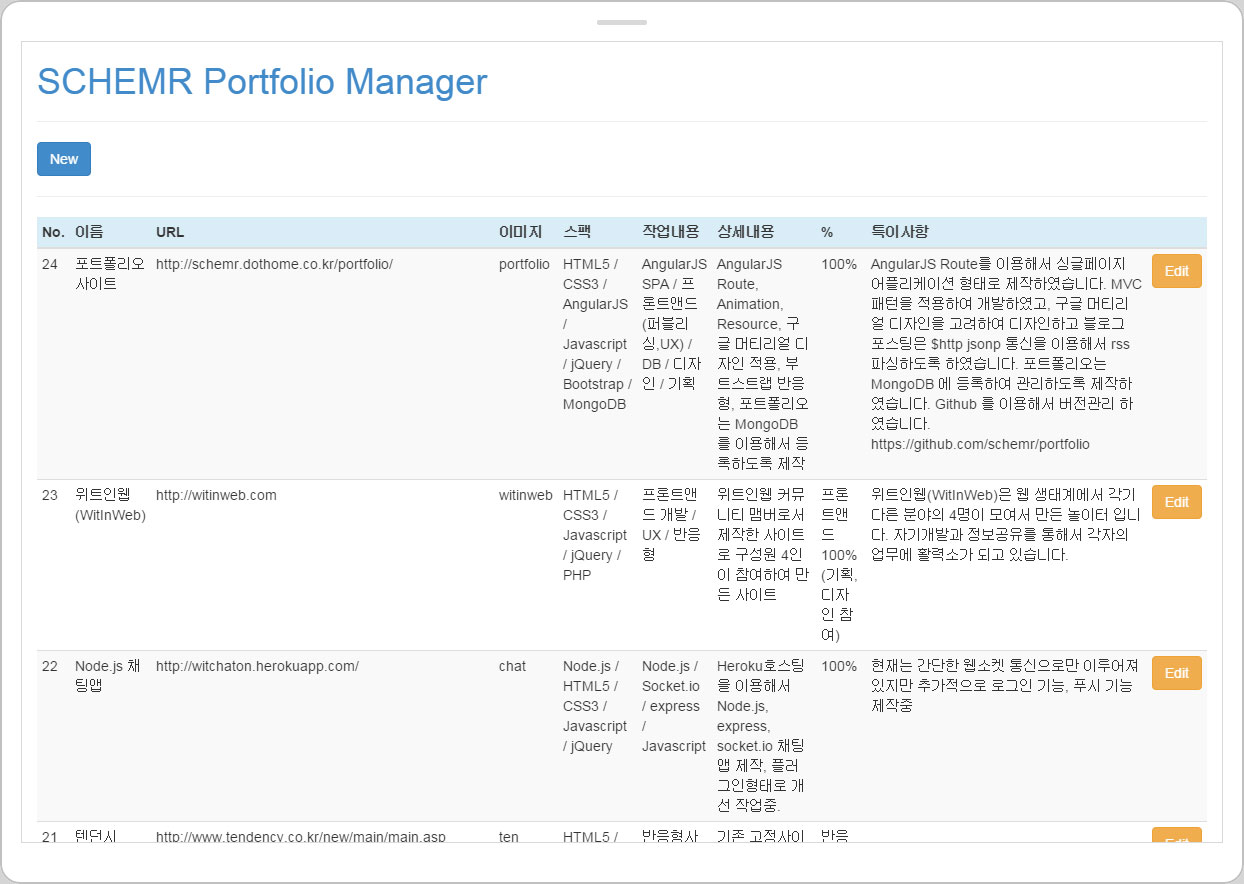 SCHEMR Portfolio Manager
New
No. 이름 URL 이미지 스팩 작업내용 상세내용 % 특이사항
24
포트폴리오
사이트
http://schemr.dothome.co.kr/portfolio/
portfolio
HTML5 /
CSS3 /
AngularJS
/
Javascript
/ jQuery /
Bootstrap /
MongoDB
AngularJS
SPA / 프
론트앤드
(퍼블리
싱,UX) /
DB / 디자
인 / 기획
AngularJS
Route,
Animation,
Resource, 구
글 머티리얼 디
자인 적용, 부
트스트랩 반응
형, 포트폴리오
는 MongoDB
를 이용해서 등
록하도록 제작
100%
AngularJS Route를 이용해서 싱글페이지
어플리케이션 형태로 제작하였습니다. MVC
패턴을 적용하여 개발하였고, 구글 머티리
얼 디자인을 고려하여 디자인하고 블로그
포스팅은 $http jsonp 통신을 이용해서 rss
파싱하도록 하였습니다. 포트폴리오는
MongoDB 에 등록하여 관리하도록 제작하
였습니다. Github 를 이용해서 버전관리 하
였습니다.
https://github.com/schemr/portfolio
Edit
23
위트인웹
(WitInWeb)
http://witinweb.com
witinweb
HTML5 /
CSS3 /
Javascript
/ jQuery /
PHP
프론트앤
드 개발 /
UX / 반응
형
위트인웹 커뮤
니티 맴버로서
제작한 사이트
로 구성원 4인
이 참여하여 만
든 사이트
프론
트앤
드
100%
(기획,
디자
인 참
여)
위트인웹(WitInWeb)은 웹 생태계에서 각기
다른 분야의 4명이 모여서 만든 놀이터 입니
다. 자기개발과 정보공유를 통해서 각자의
업무에 활력소가 되고 있습니다.
Edit
22
Node.js 채
팅앱
http://witchaton.herokuapp.com/
chat
Node.js /
HTML5 /
CSS3 /
Javascript
/ jQuery
Node.js /
Socket.io
/ express
/
Javascript
Heroku호스팅
을 이용해서
Node.js,
express,
socket.io 채팅
앱 제작, 플러
그인형태로 개
선 작업중.
100%
현재는 간단한 웹소켓 통신으로만 이루어져
있지만 추가적으로 로그인 기능, 푸시 기능
제작중
Edit
21
텐던시
http://www.tendency.co.kr/new/main/main.asp
ten
HTML5 /
반응형사
기존 고정사이
반응
Edit